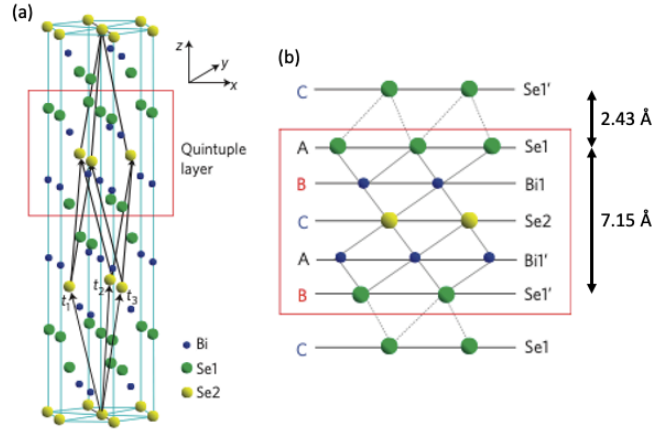 (a)
z
y
x
Quintuple
layer
t1
t2
t3
Bi
Se1
Se2
(b)
C Se1′
2.43 Å
A Se1
B Bi1
C Se2
7.15 Å
A Bi1′
B Se1′
C Se1